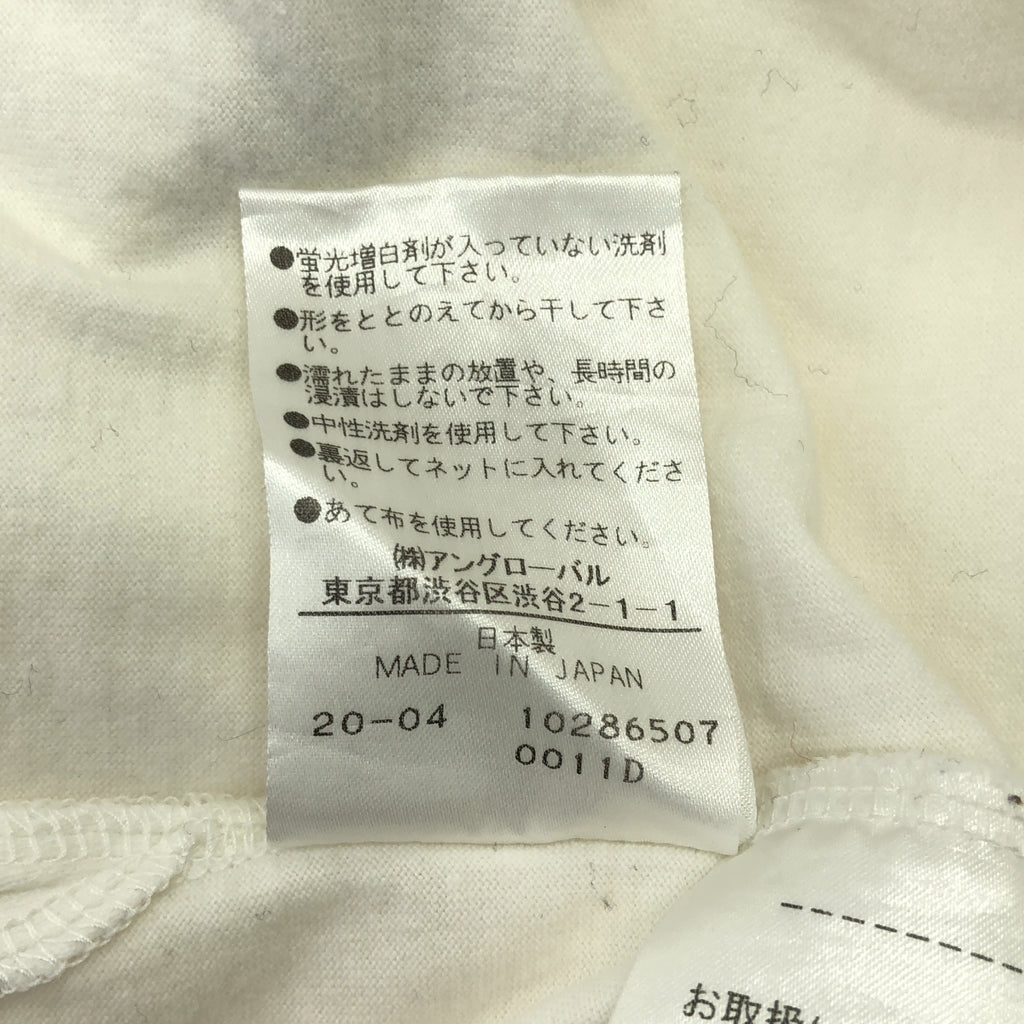 ●蛍光増白剤が入っていない洗剤
を使用して下さい。
●形をととのえてから干して下さ
い。
●濡れたままの放置や、長時間の
浸漬はしないで下さい。
●中性洗剤を使用して下さい。
●裏返してネットに入れてくださ
い。
●あて布を使用してください。
㈱アングローバル
東京都渋谷区渋谷2-1-1
日本製
MADE IN JAPAN
20-04 10286507
0011D
お取扱